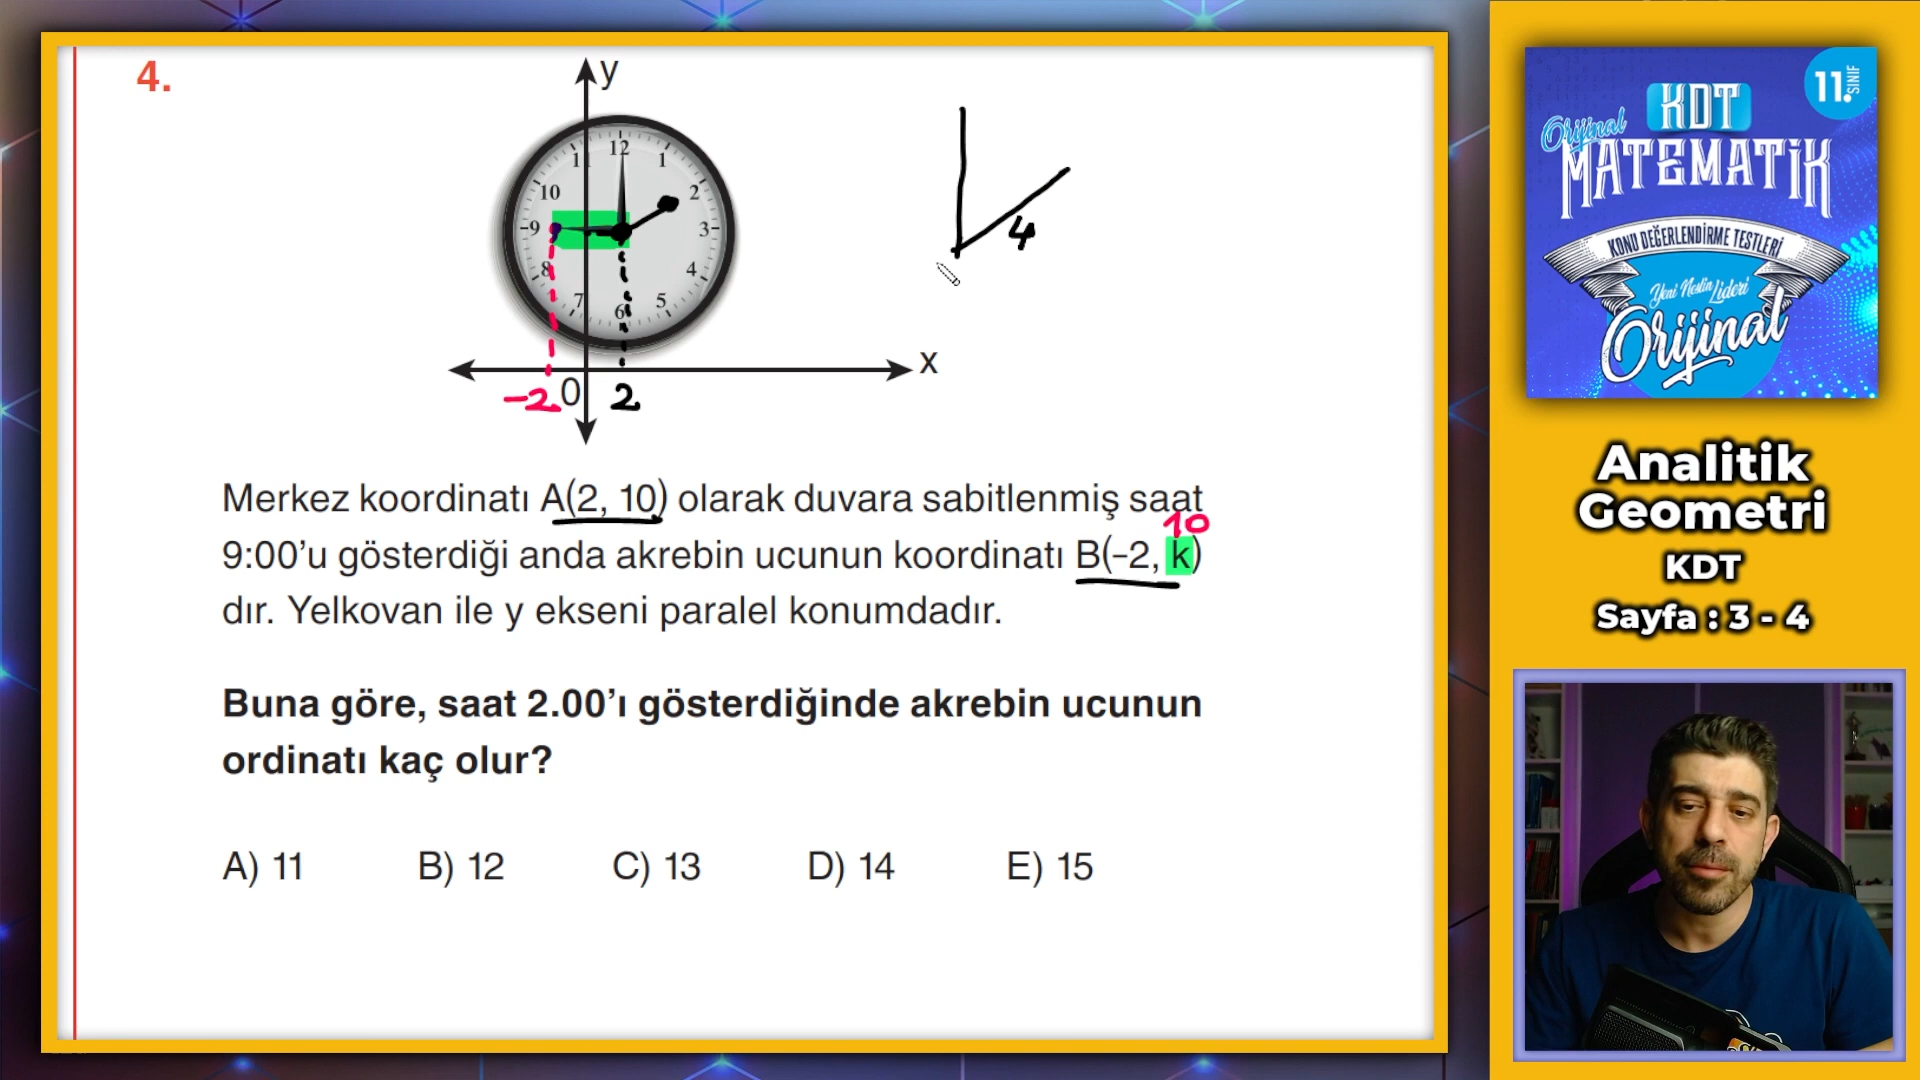 4.
y
12
11
1
10
2
9
3
8
4
7
5
6
4
x
-2
0
2
Merkez koordinatı A(2, 10) olarak duvara sabitlenmiş saat
10
9:00’u gösterdiği anda akrebin ucunun koordinatı B(–2, k)
dır. Yelkovan ile y ekseni paralel konumdadır.
Buna göre, saat 2.00’ı gösterdiğinde akrebin ucunun
ordinatı kaç olur?
A) 11 B) 12 C) 13 D) 14 E) 15
11. SINIF
Orijinal
KDT
MATEMATİK
KONU DEĞERLENDİRME TESTLERİ
Yeni Neslin Lideri
Orijinal
Analitik
Geometri
KDT
Sayfa : 3 - 4